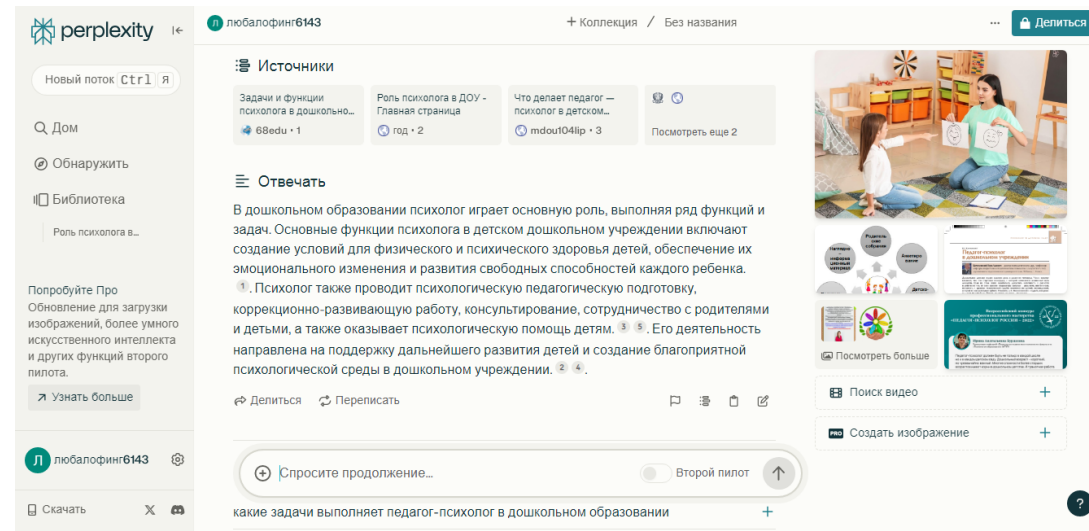 perplexity
Новый поток Ctrl Я
Дом
Обнаружить
Библиотека
Роль психолога в...
Попробуйте Про
Обновление для загрузки
изображений, более умного
искусственного интеллекта
и других функций второго
пилота.
Узнать больше
Л любалофинг6143
Скачать
Л любалофинг6143
+ Коллекция / Без названия
... Делиться
Источники
Задачи и функции
психолога в дошкольно...
68edu • 1
Роль психолога в ДОУ -
Главная страница
год • 2
Что делает педагог —
психолог в детском...
mdou104lip • 3
Посмотреть еще 2
Отвечать
В дошкольном образовании психолог играет основную роль, выполняя ряд функций и
задач. Основные функции психолога в детском дошкольном учреждении включают
создание условий для физического и психического здоровья детей, обеспечение их
эмоционального изменения и развития свободных способностей каждого ребенка.
1 . Психолог также проводит психологическую педагогическую подготовку,
коррекционно-развивающую работу, консультирование, сотрудничество с родителями
и детьми, а также оказывает психологическую помощь детям. 3 5 . Его деятельность
направлена на поддержку дальнейшего развития детей и создание благоприятной
психологической среды в дошкольном учреждении. 2 4 .
Делиться Переписать
Спросите продолжение... Второй пилот
какие задачи выполняет педагог-психолог в дошкольном образовании +
Посмотреть больше
Поиск видео +
PRO Создать изображение +
?